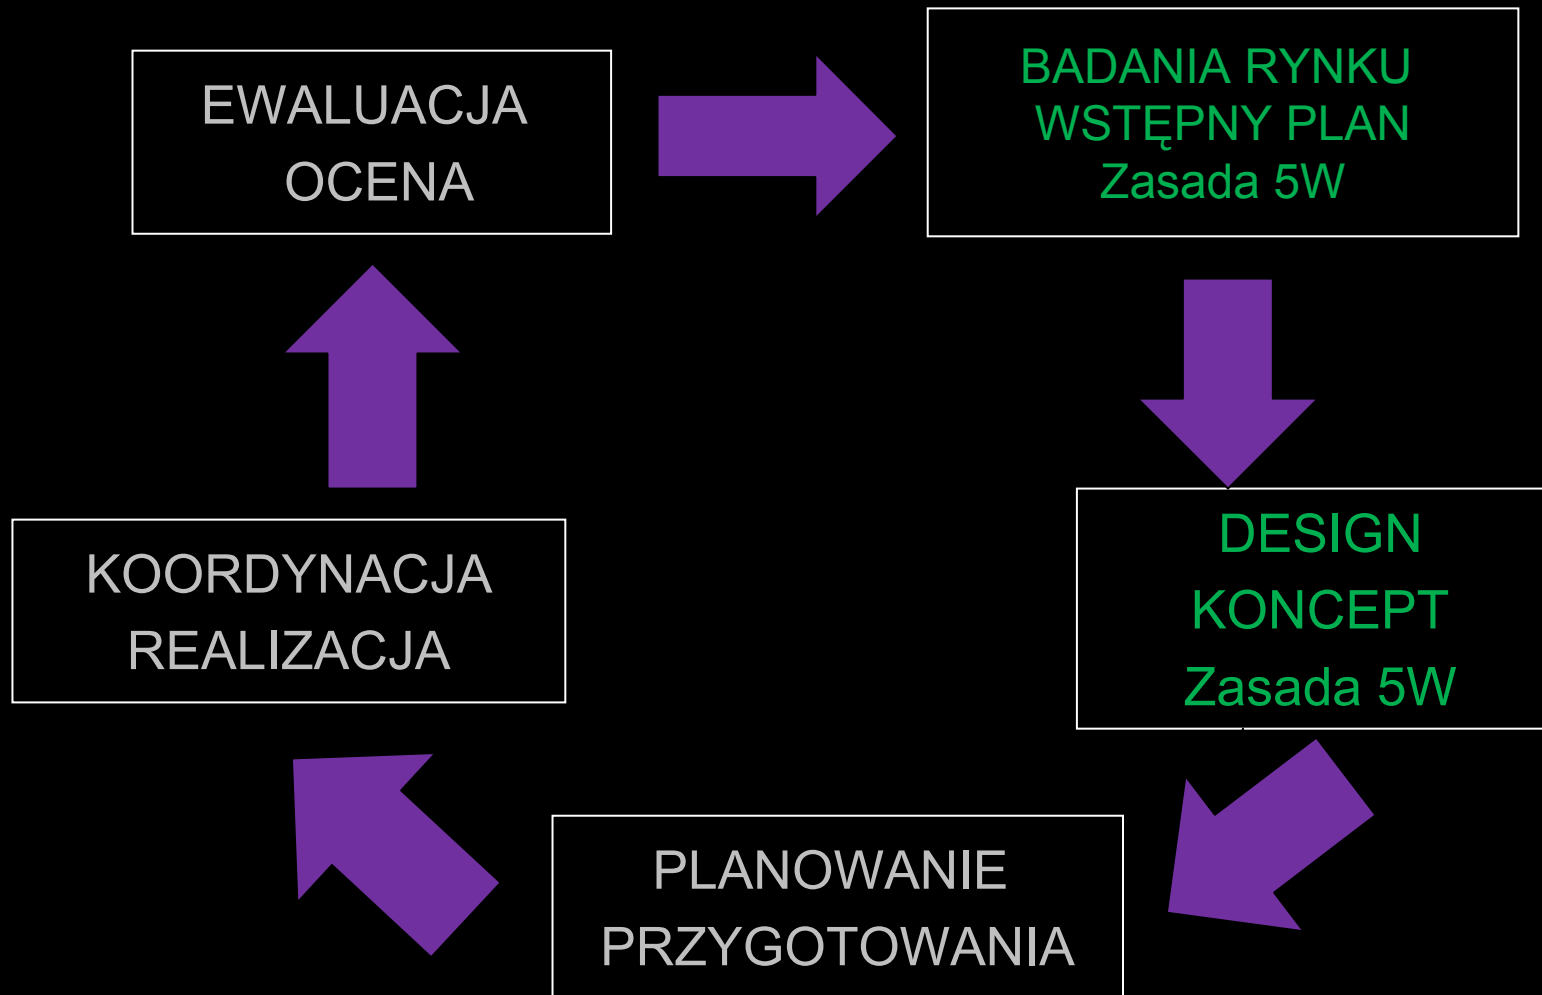 EWALUACJA
OCENA
BADANIA RYNKU
WSTĘPNY PLAN
Zasada 5W
KOORDYNACJA
REALIZACJA
DESIGN
KONCEPT
Zasada 5W
PLANOWANIE
PRZYGOTOWANIA